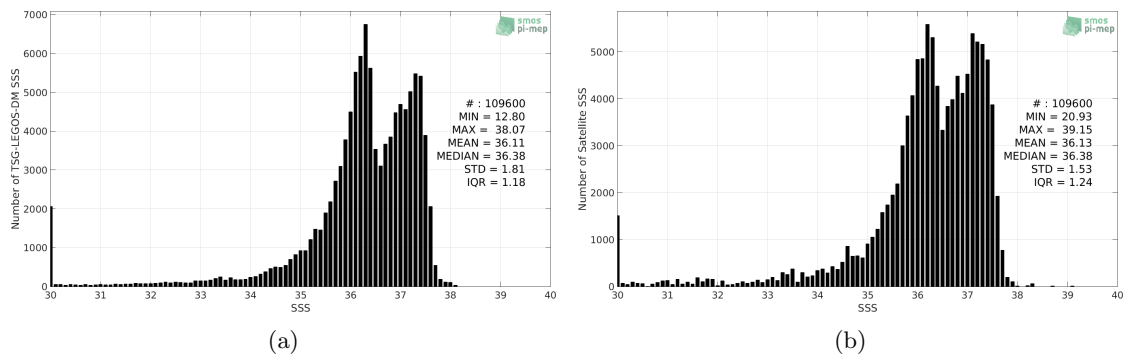 7000
6000
5000
4000
3000
2000
1000
0
Number of TSG-LEGOS-DM SSS
smos
pi-mep
# : 109600
MIN = 12.80
MAX = 38.07
MEAN = 36.11
MEDIAN = 36.38
STD = 1.81
IQR = 1.18
30 31 32 33 34 35 36 37 38 39 40
SSS
(a)
5000
4000
3000
2000
1000
0
Number of Satellite SSS
smos
pi-mep
# : 109600
MIN = 20.93
MAX = 39.15
MEAN = 36.13
MEDIAN = 36.38
STD = 1.53
IQR = 1.24
30 31 32 33 34 35 36 37 38 39 40
SSS
(b)